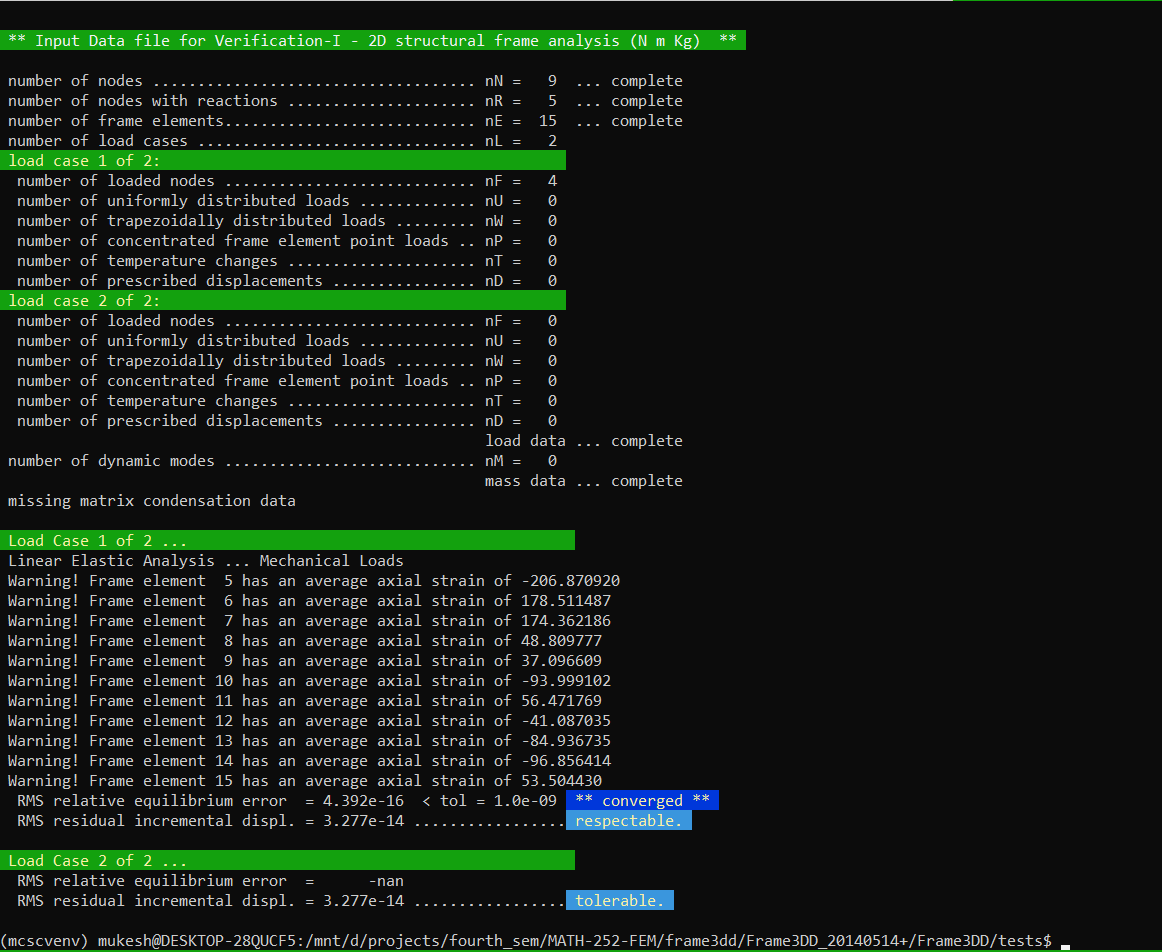 ** Input Data file for Verification-I - 2D structural frame analysis (N m Kg)  **
number of nodes .................................... nN =   9  ... complete
number of nodes with reactions ..................... nR =   5  ... complete
number of frame elements............................ nE =  15  ... complete
number of load cases ............................... nL =   2
load case 1 of 2:
number of loaded nodes ............................ nF =   4
number of uniformly distributed loads ............. nU =   0
number of trapezoidally distributed loads ......... nW =   0
number of concentrated frame element point loads .. nP =   0
number of temperature changes ..................... nT =   0
number of prescribed displacements ................ nD =   0
load case 2 of 2:
number of loaded nodes ............................ nF =   0
number of uniformly distributed loads ............. nU =   0
number of trapezoidally distributed loads ......... nW =   0
number of concentrated frame element point loads .. nP =   0
number of temperature changes ..................... nT =   0
number of prescribed displacements ................ nD =   0
load data ... complete
number of dynamic modes ............................ nM =   0
mass data ... complete
missing matrix condensation data
Load Case 1 of 2 ...
Linear Elastic Analysis ... Mechanical Loads
Warning! Frame element  5 has an average axial strain of -206.870920
Warning! Frame element  6 has an average axial strain of 178.511487
Warning! Frame element  7 has an average axial strain of 174.362186
Warning! Frame element  8 has an average axial strain of 48.809777
Warning! Frame element  9 has an average axial strain of 37.096609
Warning! Frame element 10 has an average axial strain of -93.999102
Warning! Frame element 11 has an average axial strain of 56.471769
Warning! Frame element 12 has an average axial strain of -41.087035
Warning! Frame element 13 has an average axial strain of -84.936735
Warning! Frame element 14 has an average axial strain of -96.856414
Warning! Frame element 15 has an average axial strain of 53.504430
RMS relative equilibrium error  = 4.392e-16  < tol = 1.0e-09 ** converged **
RMS residual incremental displ. = 3.277e-14 ................. respectable.
Load Case 2 of 2 ...
RMS relative equilibrium error  =      -nan
RMS residual incremental displ. = 3.277e-14 ................. tolerable.
(mcscvenv) mukesh@DESKTOP-28QUCF5:/mnt/d/projects/fourth_sem/MATH-252-FEM/frame3dd/Frame3DD_20140514+/Frame3DD/tests$